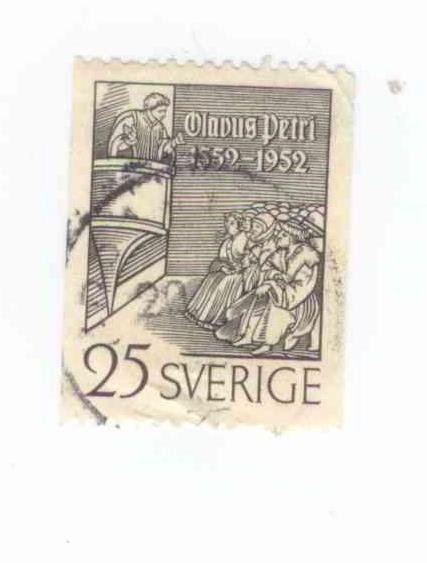 Olavus Petri
1552-1952
25 SVERIGE